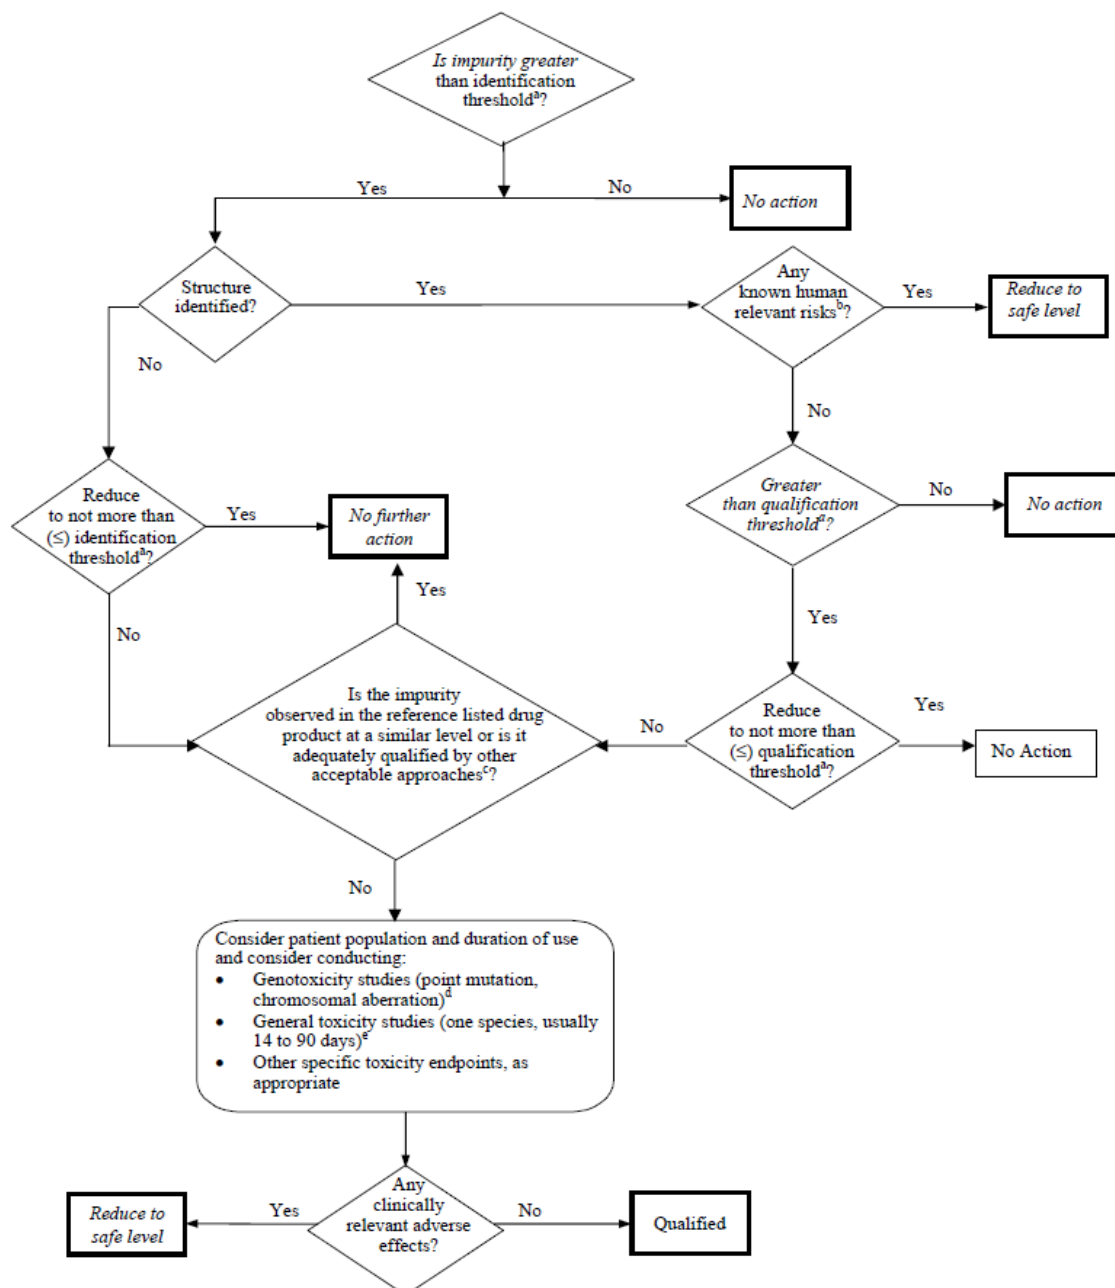 Is impurity greater
than identification
thresholdᵃ?
Yes
No
No action
Structure
identified?
Yes
Any
known human
relevant risksᵇ?
Yes
Reduce to
safe level
No
No
Reduce
to not more than
(≤) identification
thresholdᵃ?
Yes
No further
action
Greater
than qualification
thresholdᵃ?
No
No action
Yes
No
Yes
Is the impurity
observed in the reference listed drug
product at a similar level or is it
adequately qualified by other
acceptable approachesᶜ?
No
Reduce
to not more than
(≤) qualification
thresholdᵃ?
Yes
No Action
No
Consider patient population and duration of use
and consider conducting:
• Genotoxicity studies (point mutation,
chromosomal aberration)ᵈ
• General toxicity studies (one species, usually
14 to 90 days)ᵉ
• Other specific toxicity endpoints, as
appropriate
Reduce to
safe level
Yes
Any
clinically
relevant adverse
effects?
No
Qualified